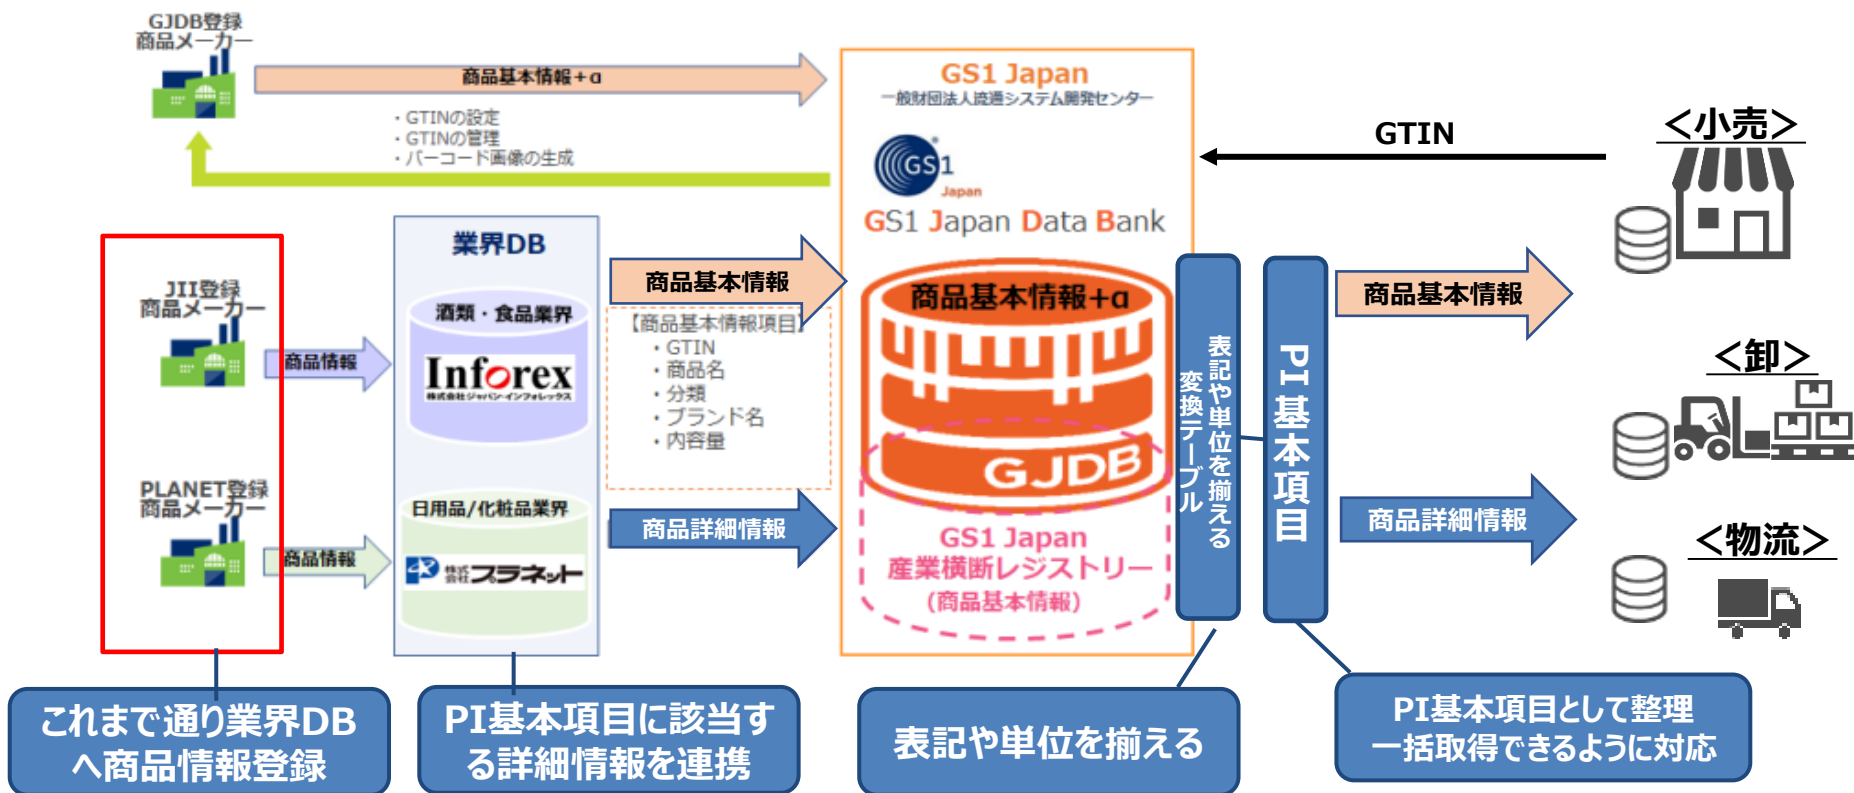 GJDB登録
商品メーカー
商品基本情報+α
・GTINの設定
・GTINの管理
・バーコード画像の生成
GS1 Japan
一般財団法人流通システム開発センター
GS1
Japan
GS1 Japan Data Bank
GTIN
<小売>
JII登録
商品メーカー
商品情報
PLANET登録
商品メーカー
商品情報
業界DB
酒類・食品業界
Inforex
株式会社ジャパン・インフォレックス
日用品/化粧品業界
株式
会社
プラネット
商品基本情報
【商品基本情報項目】
・GTIN
・商品名
・分類
・ブランド名
・内容量
商品詳細情報
商品基本情報+α
GJDB
GS1 Japan
産業横断レジストリー
(商品基本情報)
表記や単位を揃える
変換テーブル
PI基本項目
商品基本情報
商品詳細情報
<卸>
<物流>
これまで通り業界DB
へ商品情報登録
PI基本項目に該当す
る詳細情報を連携
表記や単位を揃える
PI基本項目として整理
一括取得できるように対応